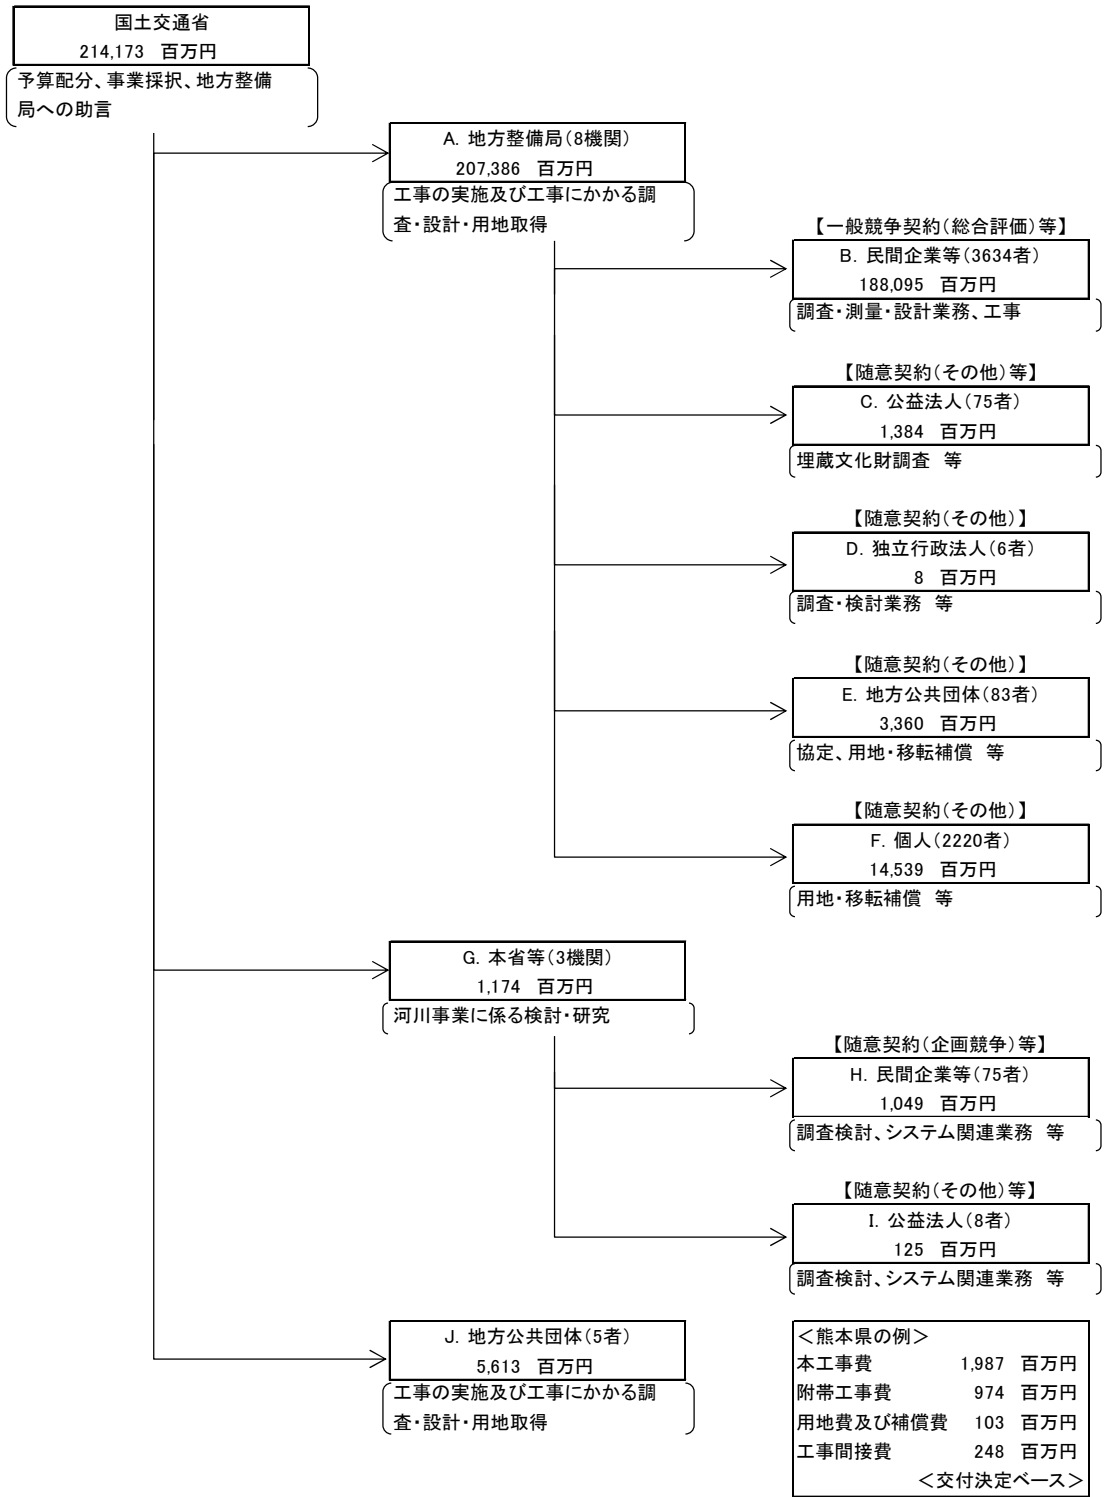 国土交通省
214,173 百万円
予算配分、事業採択、地方整備
局への助言
A. 地方整備局(8機関)
207,386 百万円
工事の実施及び工事にかかる調
査・設計・用地取得
【一般競争契約(総合評価)等】
B. 民間企業等(3634者)
188,095 百万円
調査・測量・設計業務、工事
【随意契約(その他)等】
C. 公益法人(75者)
1,384 百万円
埋蔵文化財調査 等
【随意契約(その他)】
D. 独立行政法人(6者)
8 百万円
調査・検討業務 等
【随意契約(その他)】
E. 地方公共団体(83者)
3,360 百万円
協定、用地・移転補償 等
【随意契約(その他)】
F. 個人(2220者)
14,539 百万円
用地・移転補償 等
G. 本省等(3機関)
1,174 百万円
河川事業に係る検討・研究
【随意契約(企画競争)等】
H. 民間企業等(75者)
1,049 百万円
調査検討、システム関連業務 等
【随意契約(その他)等】
I. 公益法人(8者)
125 百万円
調査検討、システム関連業務 等
J. 地方公共団体(5者)
5,613 百万円
工事の実施及び工事にかかる調
査・設計・用地取得
<熊本県の例>
本工事費 1,987 百万円
附帯工事費 974 百万円
用地費及び補償費 103 百万円
工事間接費 248 百万円
<交付決定ベース>